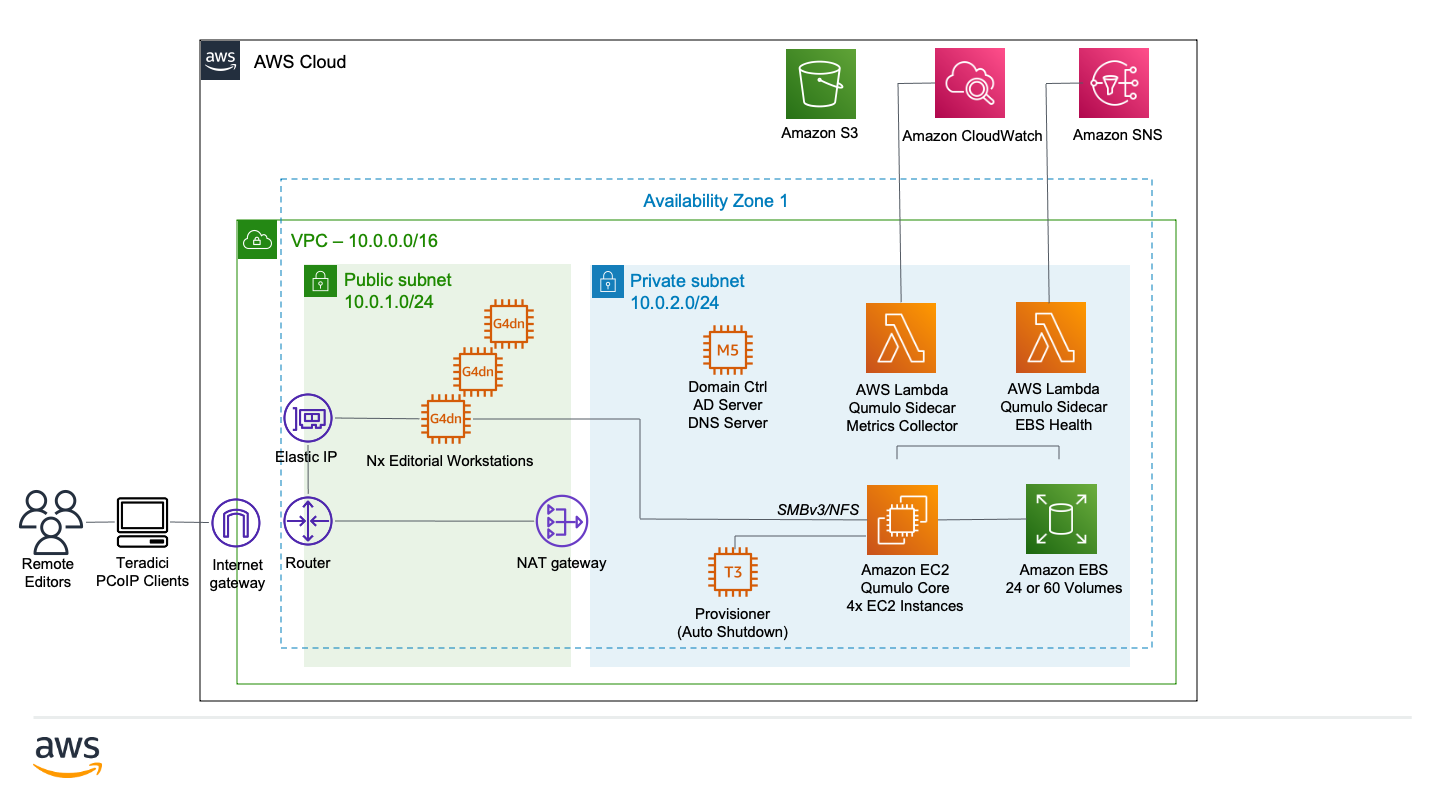 aws
AWS Cloud
Amazon S3
Amazon CloudWatch
Amazon SNS
Availability Zone 1
VPC – 10.0.0.0/16
Public subnet
10.0.1.0/24
Private subnet
10.0.2.0/24
G4dn
G4dn
G4dn
Nx Editorial Workstations
M5
Domain Ctrl
AD Server
DNS Server
AWS Lambda
Qumulo Sidecar
Metrics Collector
AWS Lambda
Qumulo Sidecar
EBS Health
Elastic IP
Remote
Editors
Teradici
PCoIP Clients
Internet
gateway
Router
NAT gateway
SMBv3/NFS
T3
Provisioner
(Auto Shutdown)
Amazon EC2
Qumulo Core
4x EC2 Instances
Amazon EBS
24 or 60 Volumes
aws